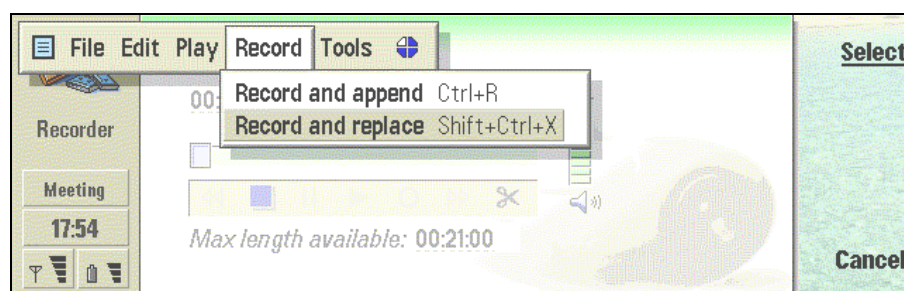 File Edit Play Record Tools
Select
Record and append Ctrl+R
00:
Record and replace Shift+Ctrl+X
Recorder
Meeting
17:54
Max length available: 00:21:00
Cancel